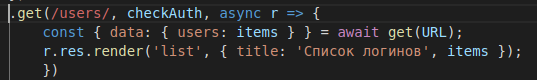 .get(/users/, checkAuth, async r => {
const { data: { users: items } } = await get(URL);
r.res.render('list', { title: 'Список логинов', items });
})